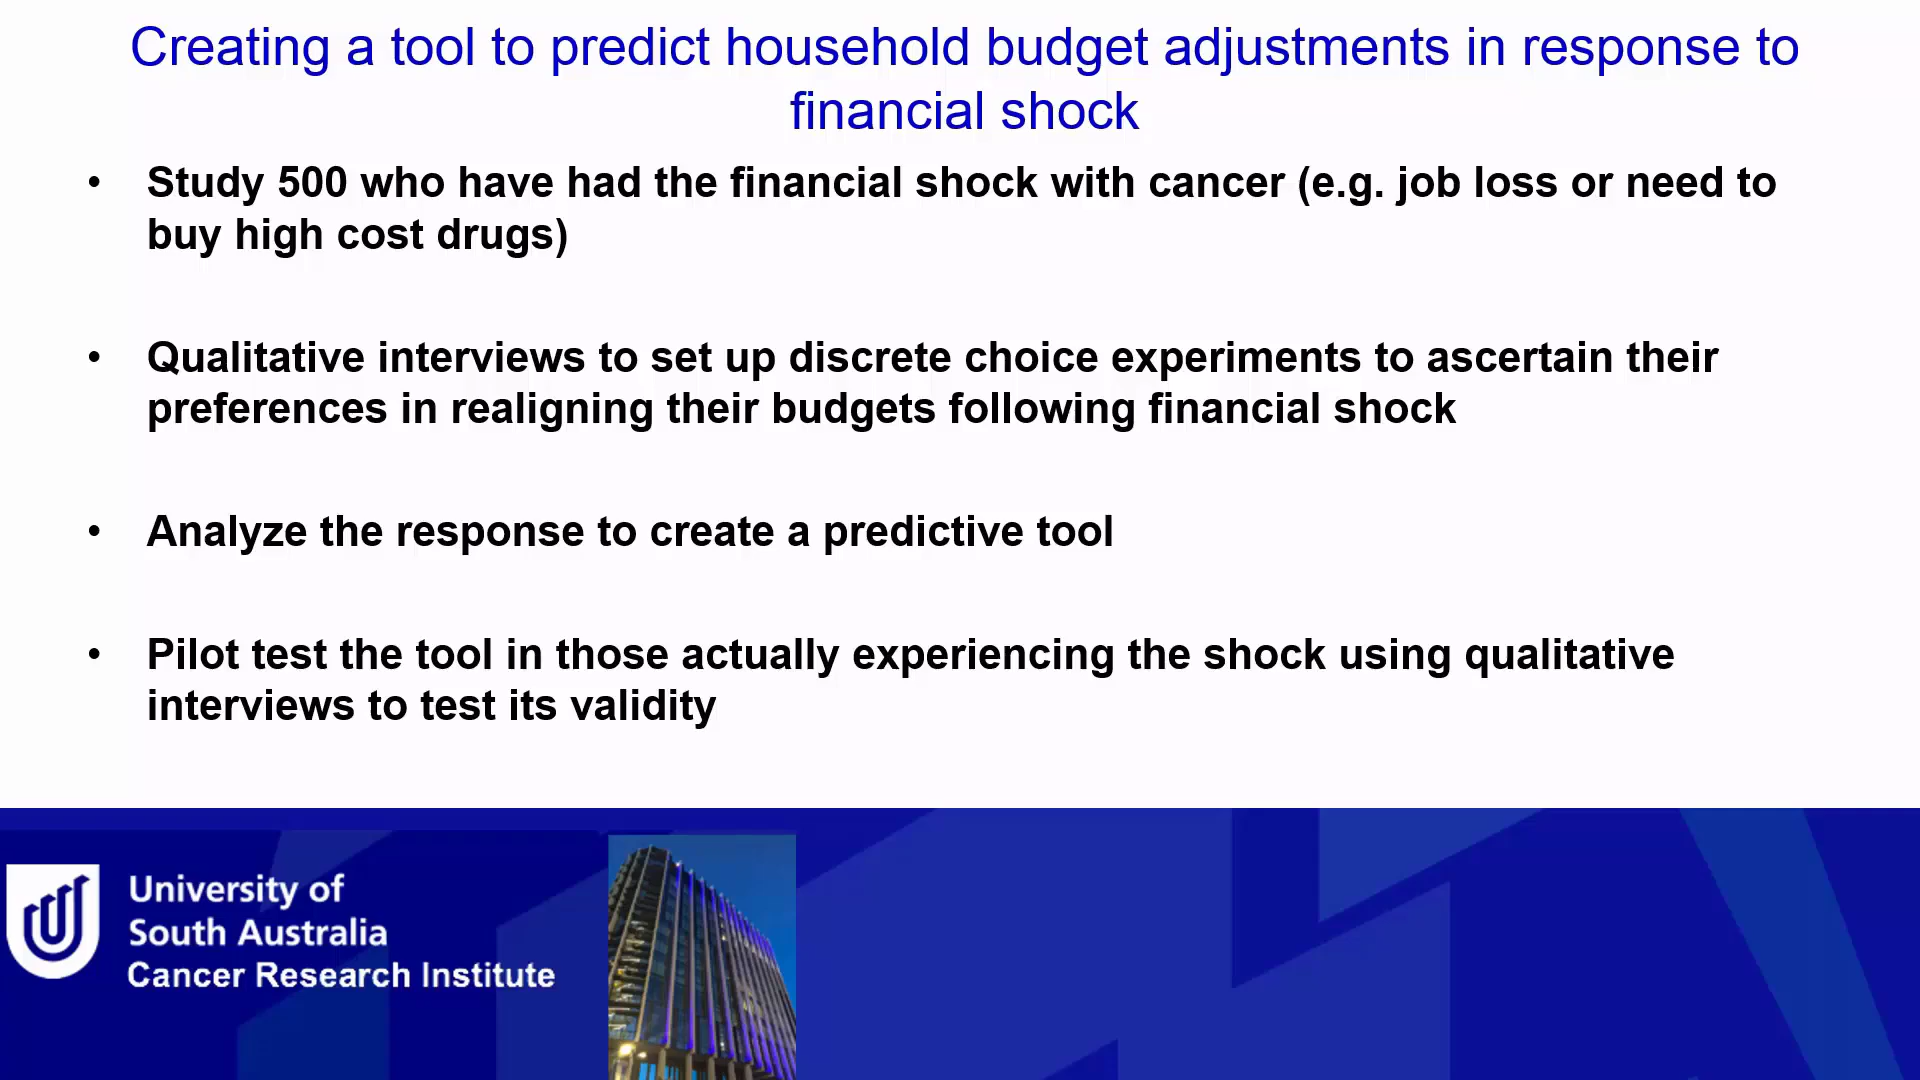 Creating a tool to predict household budget adjustments in response to
financial shock
• Study 500 who have had the financial shock with cancer (e.g. job loss or need to
buy high cost drugs)
• Qualitative interviews to set up discrete choice experiments to ascertain their
preferences in realigning their budgets following financial shock
• Analyze the response to create a predictive tool
• Pilot test the tool in those actually experiencing the shock using qualitative
interviews to test its validity
University of
South Australia
Cancer Research Institute